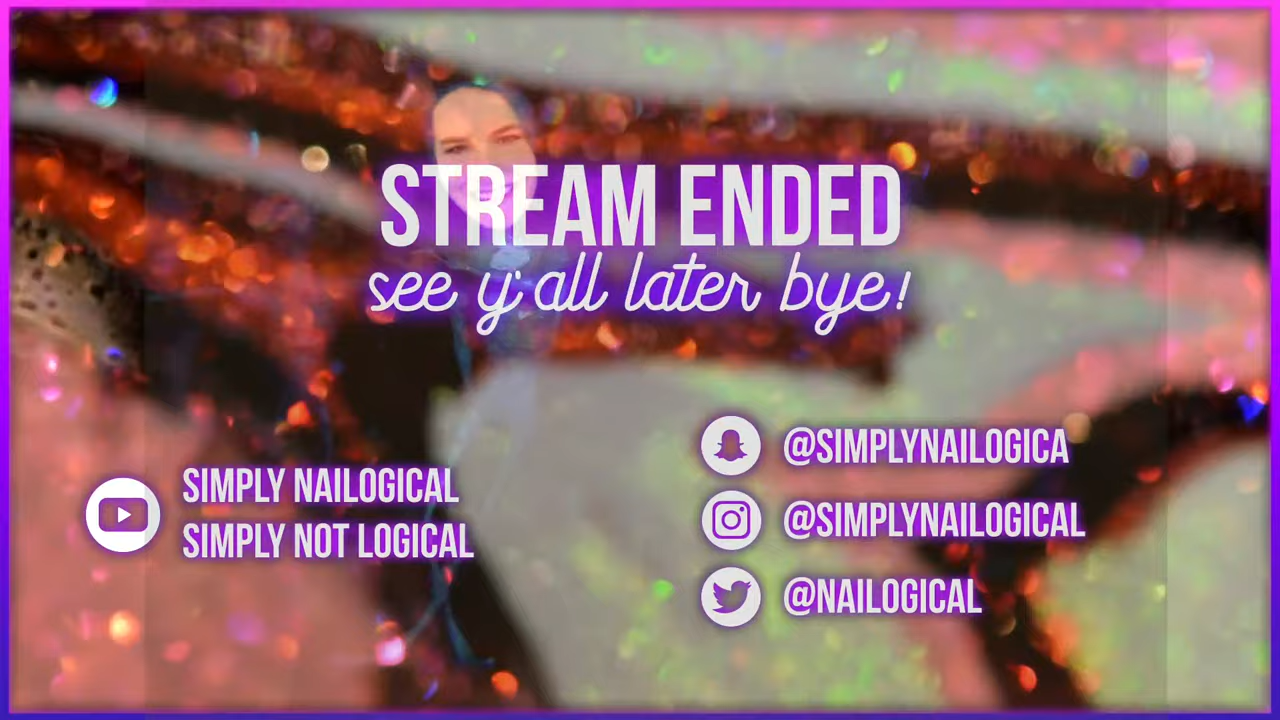 STREAM ENDED
see y'all later bye!
SIMPLY NAILOGICAL
SIMPLY NOT LOGICAL
@SIMPLYNAILOGICA
@SIMPLYNAILOGICAL
@NAILOGICAL